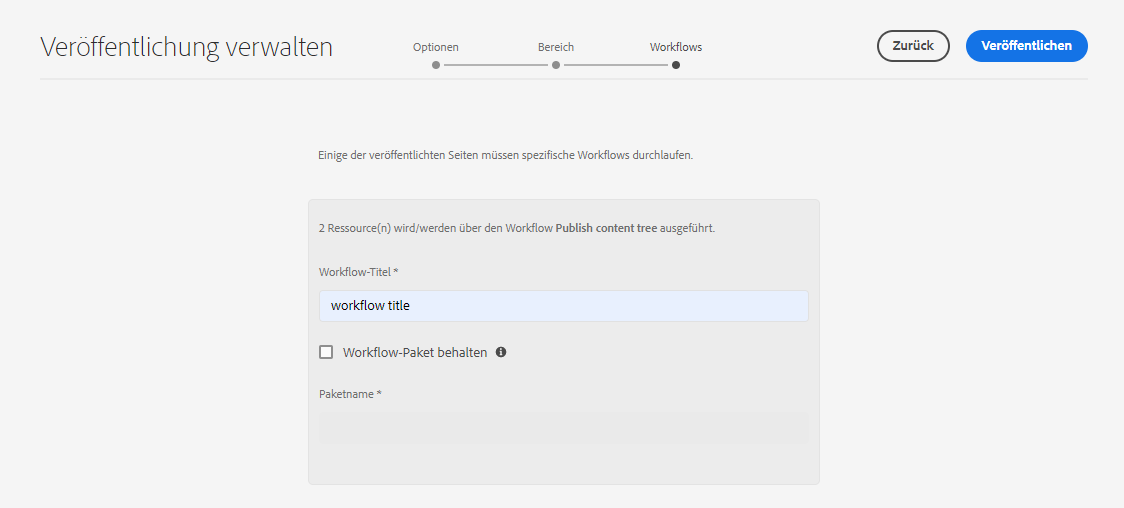 Veröffentlichung verwalten
Optionen
Bereich
Workflows
Zurück
Veröffentlichen
Einige der veröffentlichten Seiten müssen spezifische Workflows durchlaufen.
2 Ressource(n) wird/werden über den Workflow Publish content tree ausgeführt.
Workflow-Titel *
workflow title
Workflow-Paket behalten
Paketname *